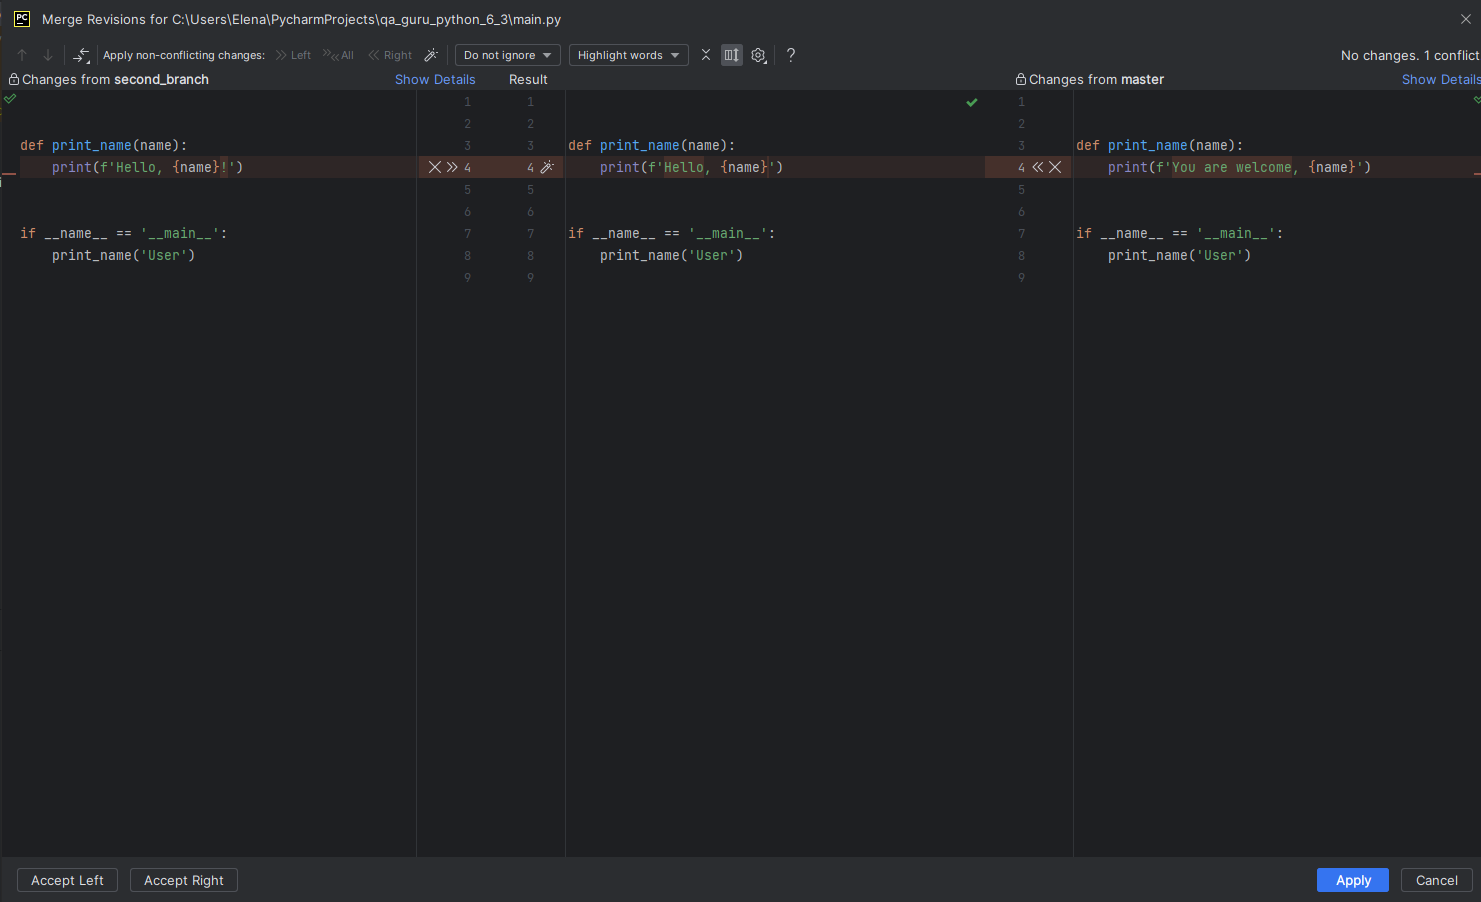 PC Merge Revisions for C:\Users\Elena\PycharmProjects\qa_guru_python_6_3\main.py
Apply non-conflicting changes: Left All Right Do not ignore Highlight words ? No changes. 1 conflict
Changes from second_branch Show Details Result Changes from master Show Details
1 1 1
2 2 2
def print_name(name): 3 3 def print_name(name): 3 def print_name(name):
print(f'Hello, {name}!') 4 4 print(f'Hello, {name}') 4 print(f'You are welcome, {name}')
5 5 5
6 6 6
if __name__ == '__main__': 7 7 if __name__ == '__main__': 7 if __name__ == '__main__':
print_name('User') 8 8 print_name('User') 8 print_name('User')
9 9 9
Accept Left Accept Right Apply Cancel